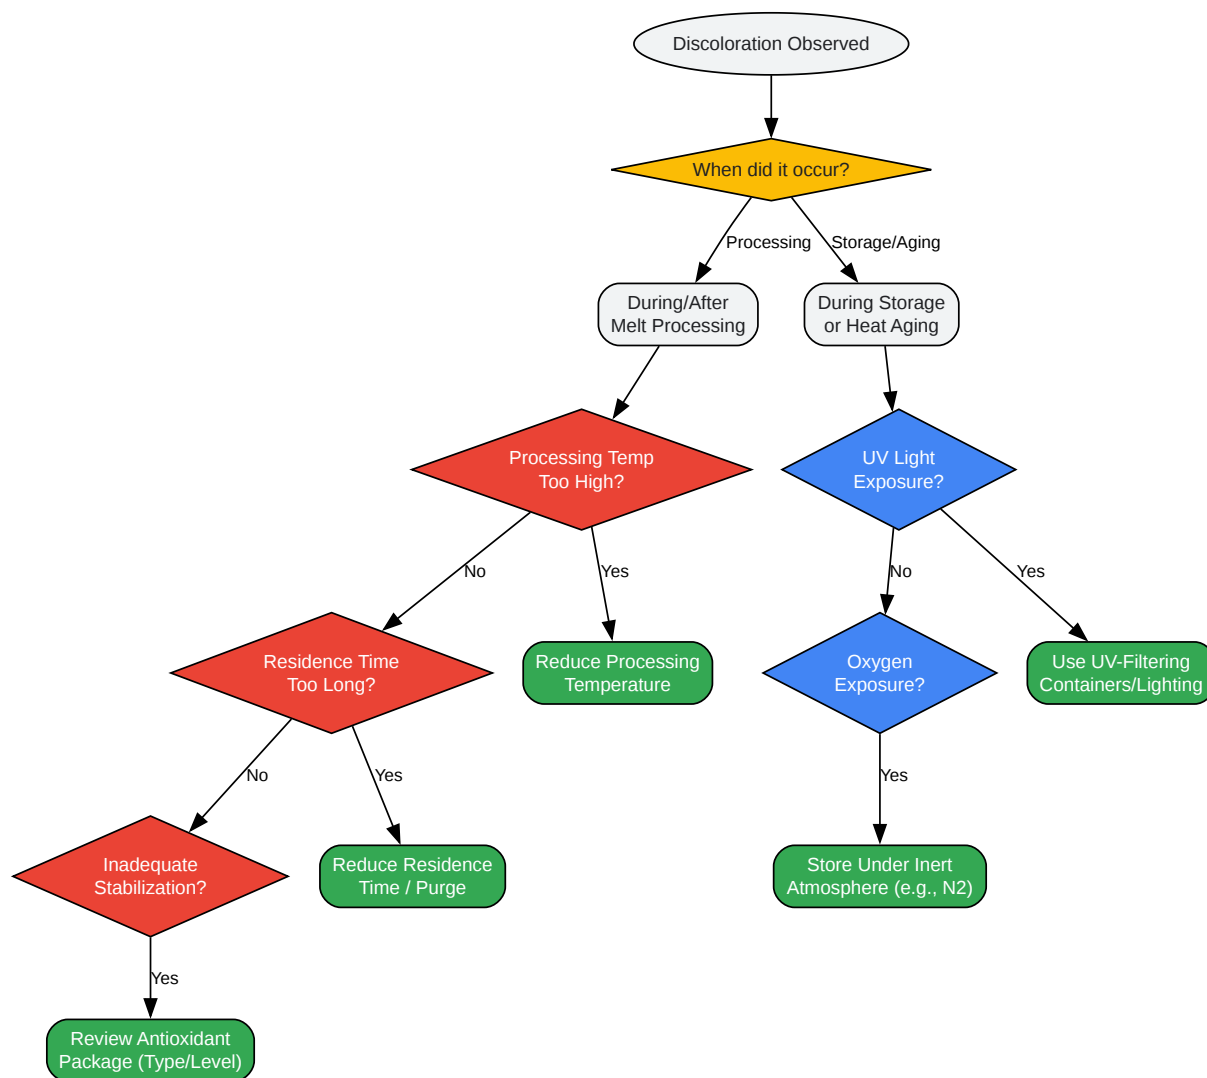 Discoloration Observed
When did it occur?
Processing
Storage/Aging
During/After
Melt Processing
During Storage
or Heat Aging
Processing Temp
Too High?
UV Light
Exposure?
No
Yes
No
Yes
Residence Time
Too Long?
Reduce Processing
Temperature
Oxygen
Exposure?
Use UV-Filtering
Containers/Lighting
No
Yes
Yes
Inadequate
Stabilization?
Reduce Residence
Time / Purge
Store Under Inert
Atmosphere (e.g., N2)
Yes
Review Antioxidant
Package (Type/Level)